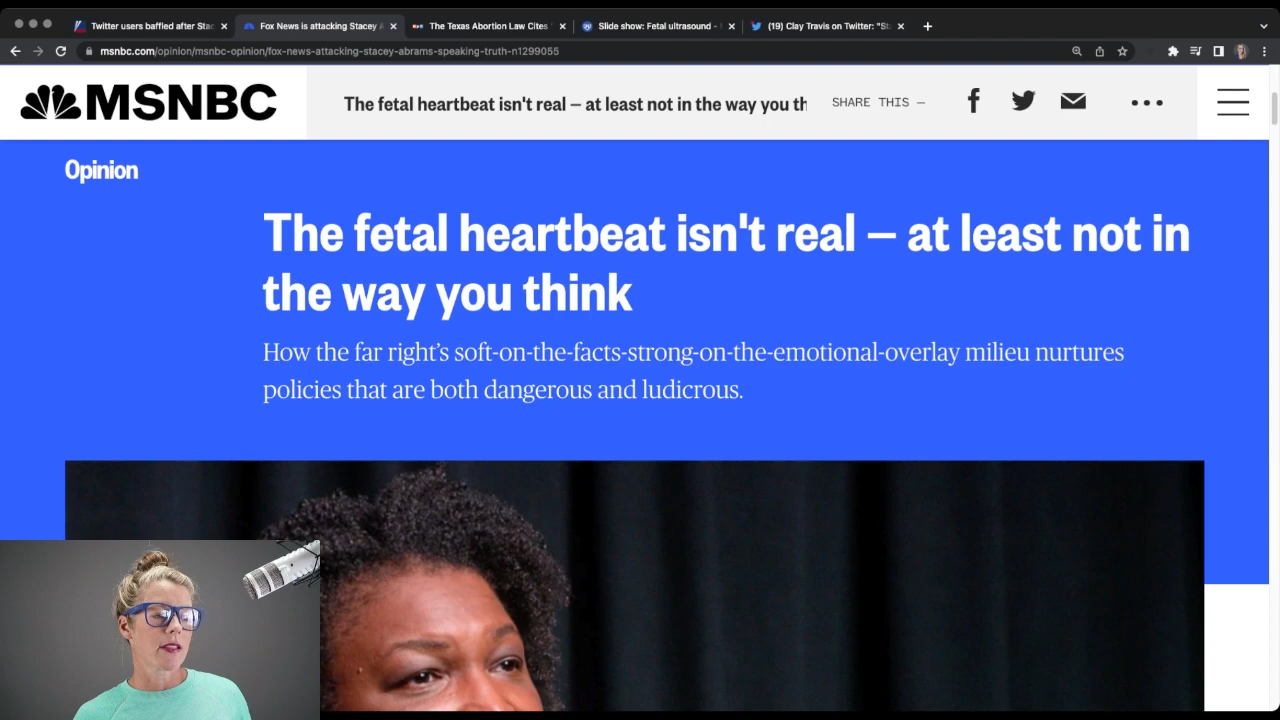 Twitter users baffled after Stac
Fox News is attacking Stacey A
The Texas Abortion Law Cites
Slide show: Fetal ultrasound -
(19) Clay Travis on Twitter: "St
msnbc.com/opinion/msnbc-opinion/fox-news-attacking-stacey-abrams-speaking-truth-n1299055
MSNBC
The fetal heartbeat isn't real – at least not in the way you th
SHARE THIS –
Opinion
The fetal heartbeat isn't real – at least not in
the way you think
How the far right's soft-on-the-facts-strong-on-the-emotional-overlay milieu nurtures
policies that are both dangerous and ludicrous.